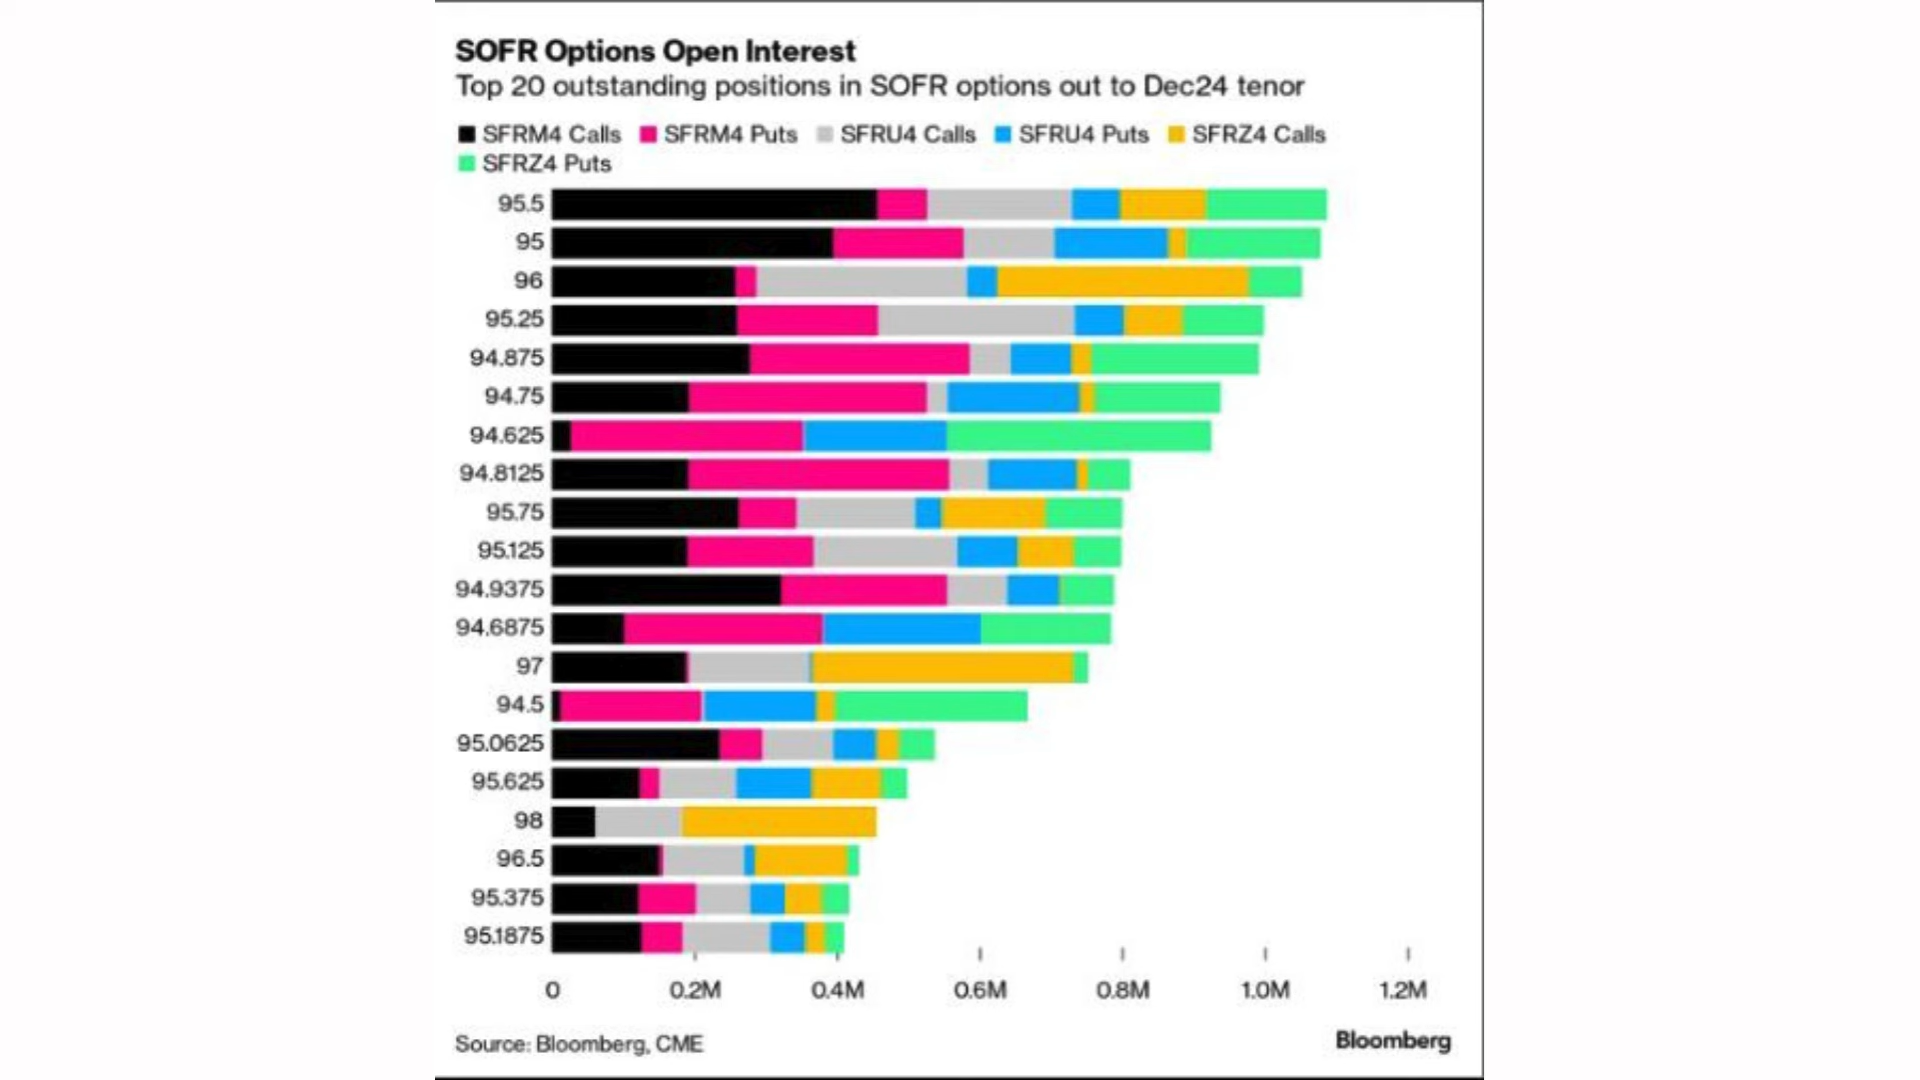 SOFR Options Open Interest
Top 20 outstanding positions in SOFR options out to Dec24 tenor
SFRM4 Calls SFRM4 Puts SFRU4 Calls SFRU4 Puts SFRZ4 Calls
SFRZ4 Puts
95.5
95
96
95.25
94.875
94.75
94.625
94.8125
95.75
95.125
94.9375
94.6875
97
94.5
95.0625
95.625
98
96.5
95.375
95.1875
0 0.2M 0.4M 0.6M 0.8M 1.0M 1.2M
Source: Bloomberg, CME
Bloomberg